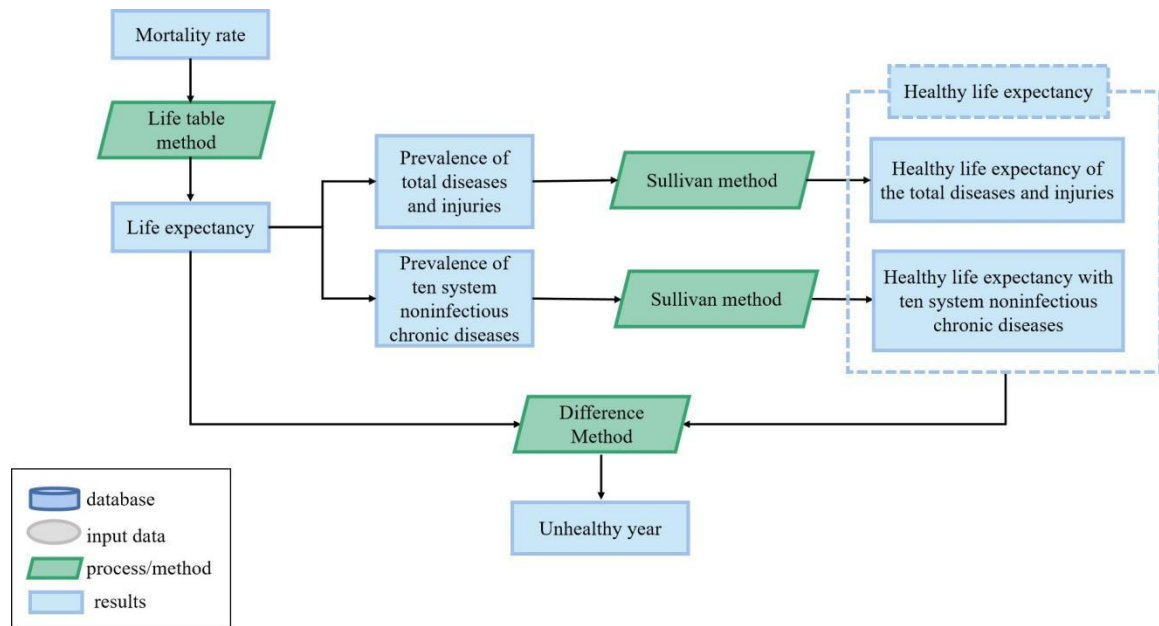 Mortality rate
Life table
method
Life expectancy
Prevalence of
total diseases
and injuries
Sullivan method
Healthy life expectancy
Healthy life expectancy of
the total diseases and injuries
Prevalence of
ten system
noninfectious
chronic diseases
Sullivan method
Healthy life expectancy with
ten system noninfectious
chronic diseases
Difference
Method
Unhealthy year
database
input data
process/method
results